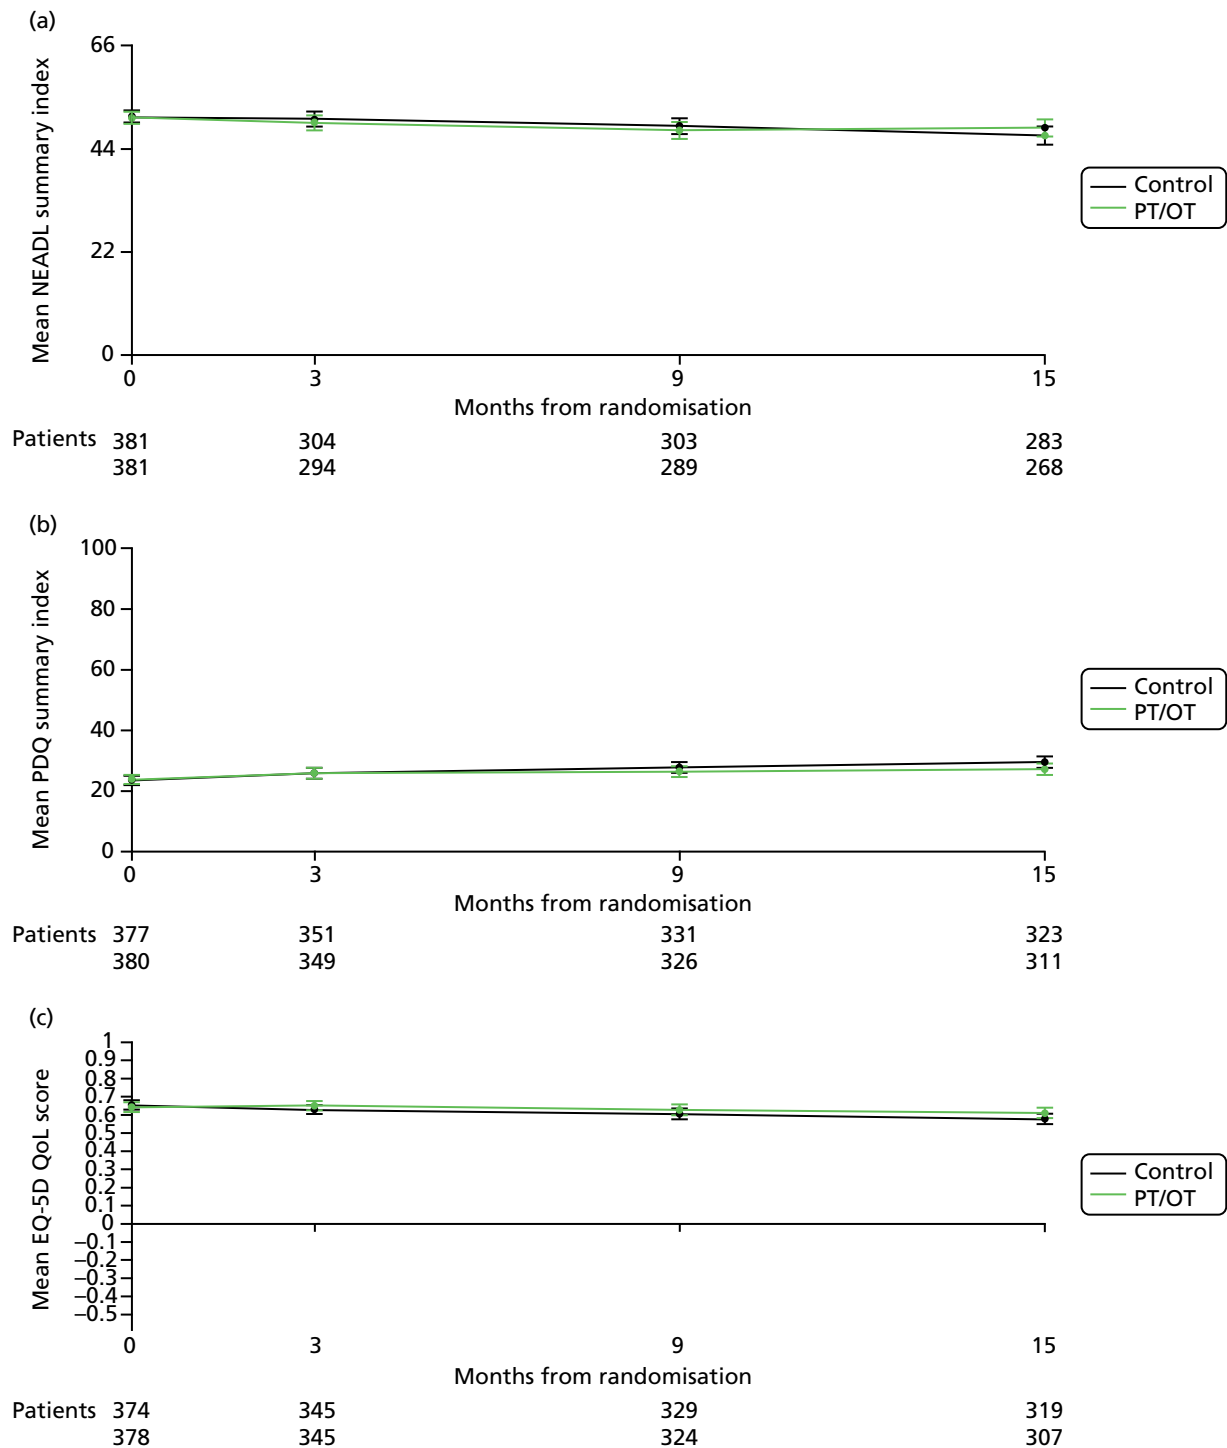 (a)
Mean NEADL summary index
66
44
22
0
0 3 9 15
Months from randomisation
Control
PT/OT
Patients 381 304 303 283
381 294 289 268
(b)
Mean PDQ summary index
100
80
60
40
20
0
0 3 9 15
Months from randomisation
Control
PT/OT
Patients 377 351 331 323
380 349 326 311
(c)
Mean EQ-5D QoL score
1
0.9
0.8
0.7
0.6
0.5
0.4
0.3
0.2
0.1
0
–0.1
–0.2
–0.3
–0.4
–0.5
0 3 9 15
Months from randomisation
Control
PT/OT
Patients 374 345 329 319
378 345 324 307